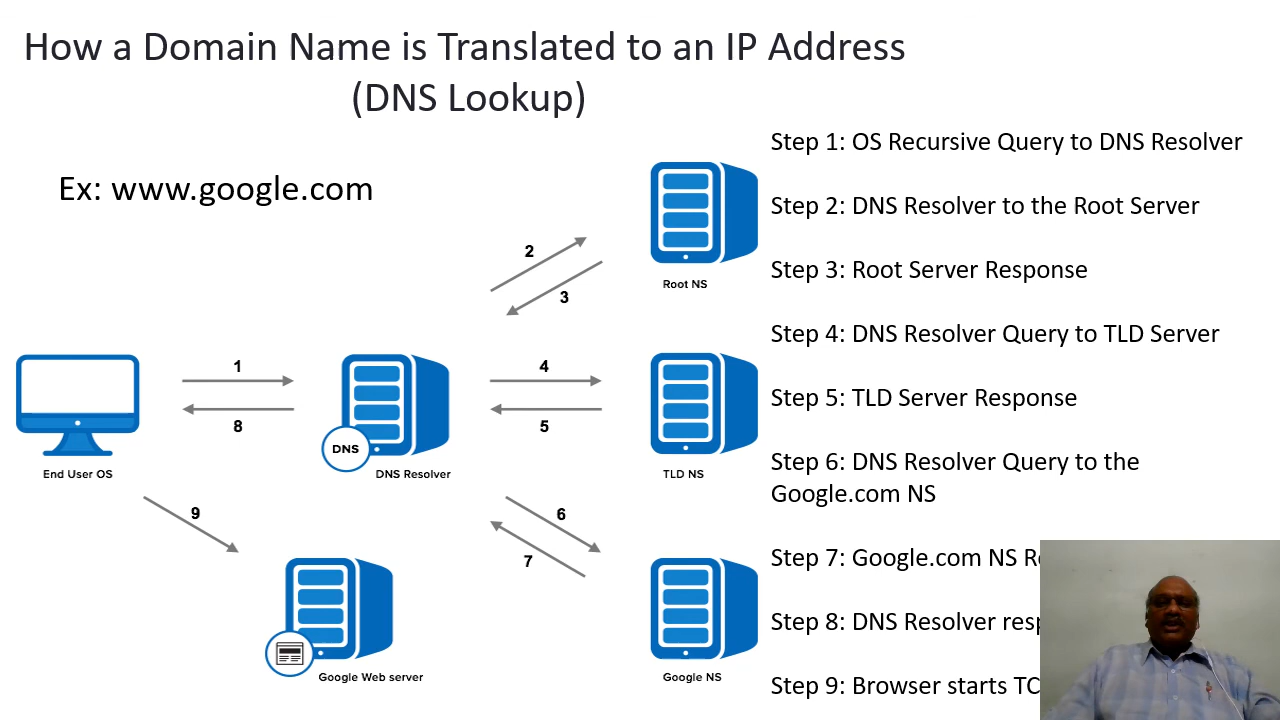 How a Domain Name is Translated to an IP Address
(DNS Lookup)
Ex: www.google.com
Step 1: OS Recursive Query to DNS Resolver
Step 2: DNS Resolver to the Root Server
Step 3: Root Server Response
Step 4: DNS Resolver Query to TLD Server
Step 5: TLD Server Response
Step 6: DNS Resolver Query to the
Google.com NS
Step 7: Google.com NS
Step 8: DNS Resolver
Step 9: Browser starts
2
3
Root NS
1
8
4
5
DNS
End User OS
DNS Resolver
TLD NS
9
6
7
Google Web server
Google NS